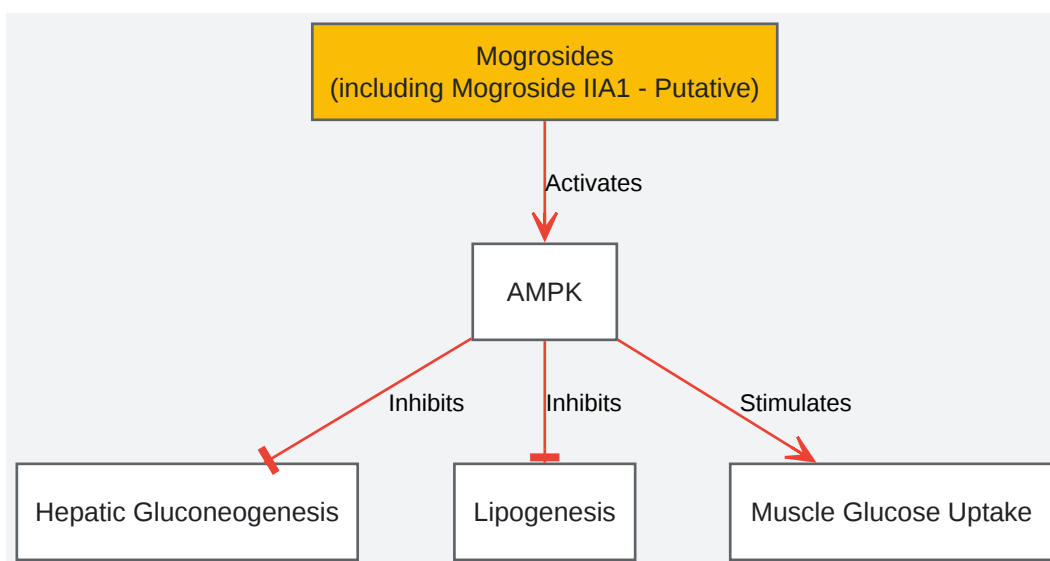 Mogrosides
(including Mogroside IIA1 - Putative)
Activates
AMPK
Inhibits
Inhibits
Stimulates
Hepatic Gluconeogenesis
Lipogenesis
Muscle Glucose Uptake